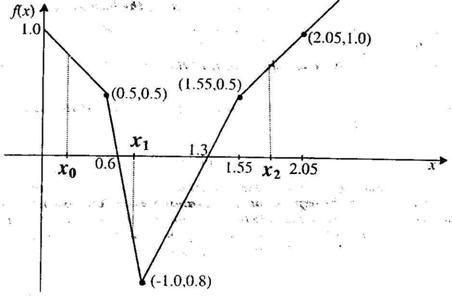 f(x)
1.0
(0.5,0.5)
(1.55,0.5)
(2.05,1.0)
0.6
x₁
1.3
x₀
1.55
x₂
2.05
x
(-1.0,0.8)